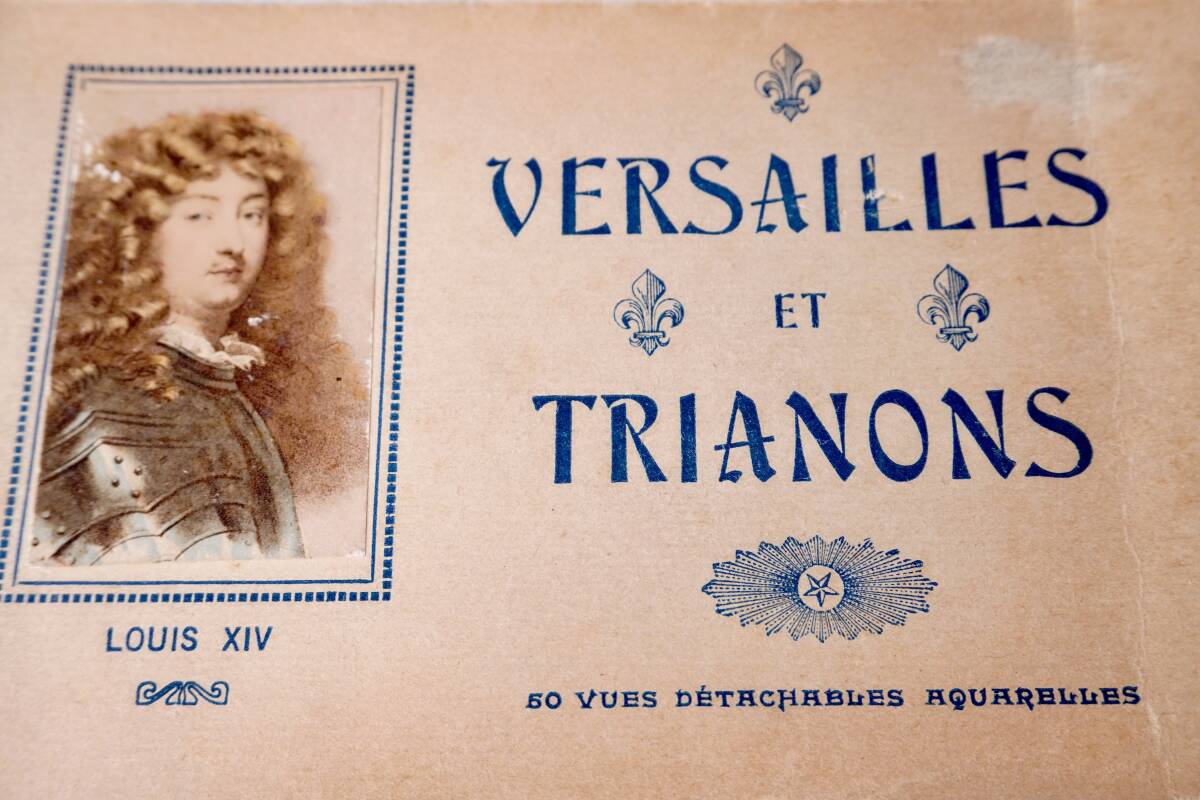 VERSAILLES
ET
TRIANONS
LOUIS XIV
50 VUES DÉTACHABLES AQUARELLES